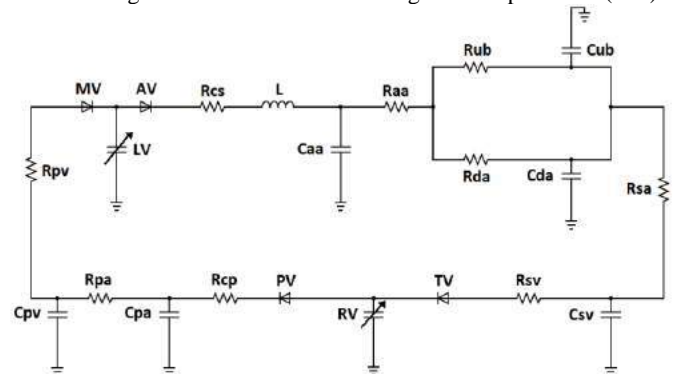 Rub
Cub
MV
AV
Rcs
L
Raa
LV
Caa
Rpv
Rda
Cda
Rsa
Rpa
Rcp
PV
TV
Rsv
Cpv
Cpa
RV
Csv